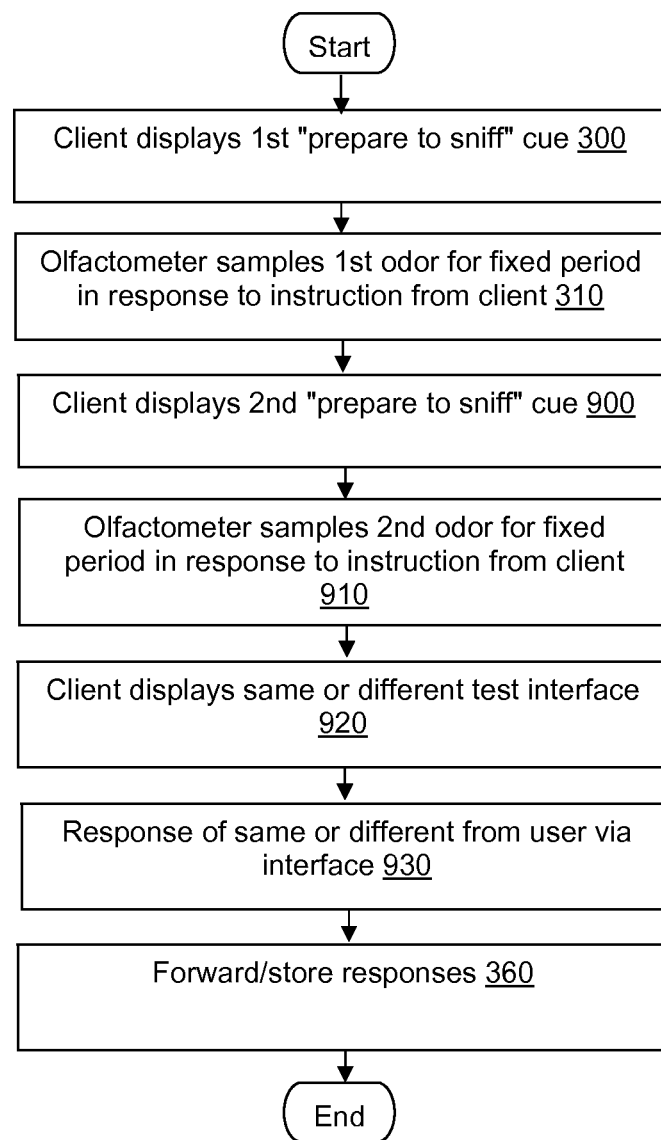 Start
Client displays 1st "prepare to sniff" cue 300
Olfactometer samples 1st odor for fixed period
in response to instruction from client 310
Client displays 2nd "prepare to sniff" cue 900
Olfactometer samples 2nd odor for fixed
period in response to instruction from client
910
Client displays same or different test interface
920
Response of same or different from user via
interface 930
Forward/store responses 360
End